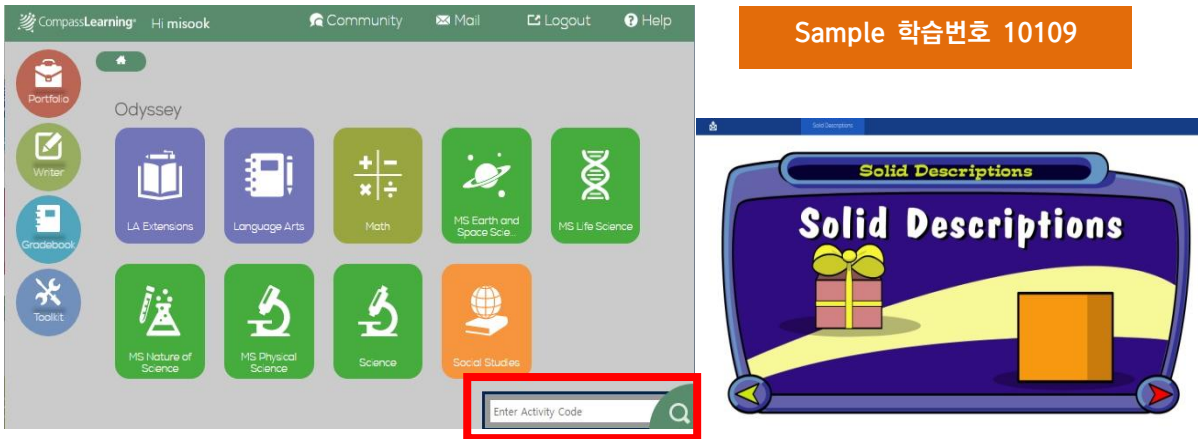 CompassLearning® Hi misook Community Mail Logout Help
Portfolio
Writer
Gradebook
Toolkit
Odyssey
LA Extensions
Language Arts
Math
MS Earth and
Space Scie...
MS Life Science
MS Nature of
Science
MS Physical
Science
Science
Social Studies
Enter Activity Code
Sample 학습번호 10109
Solid Descriptions
Solid Descriptions
Solid Descriptions